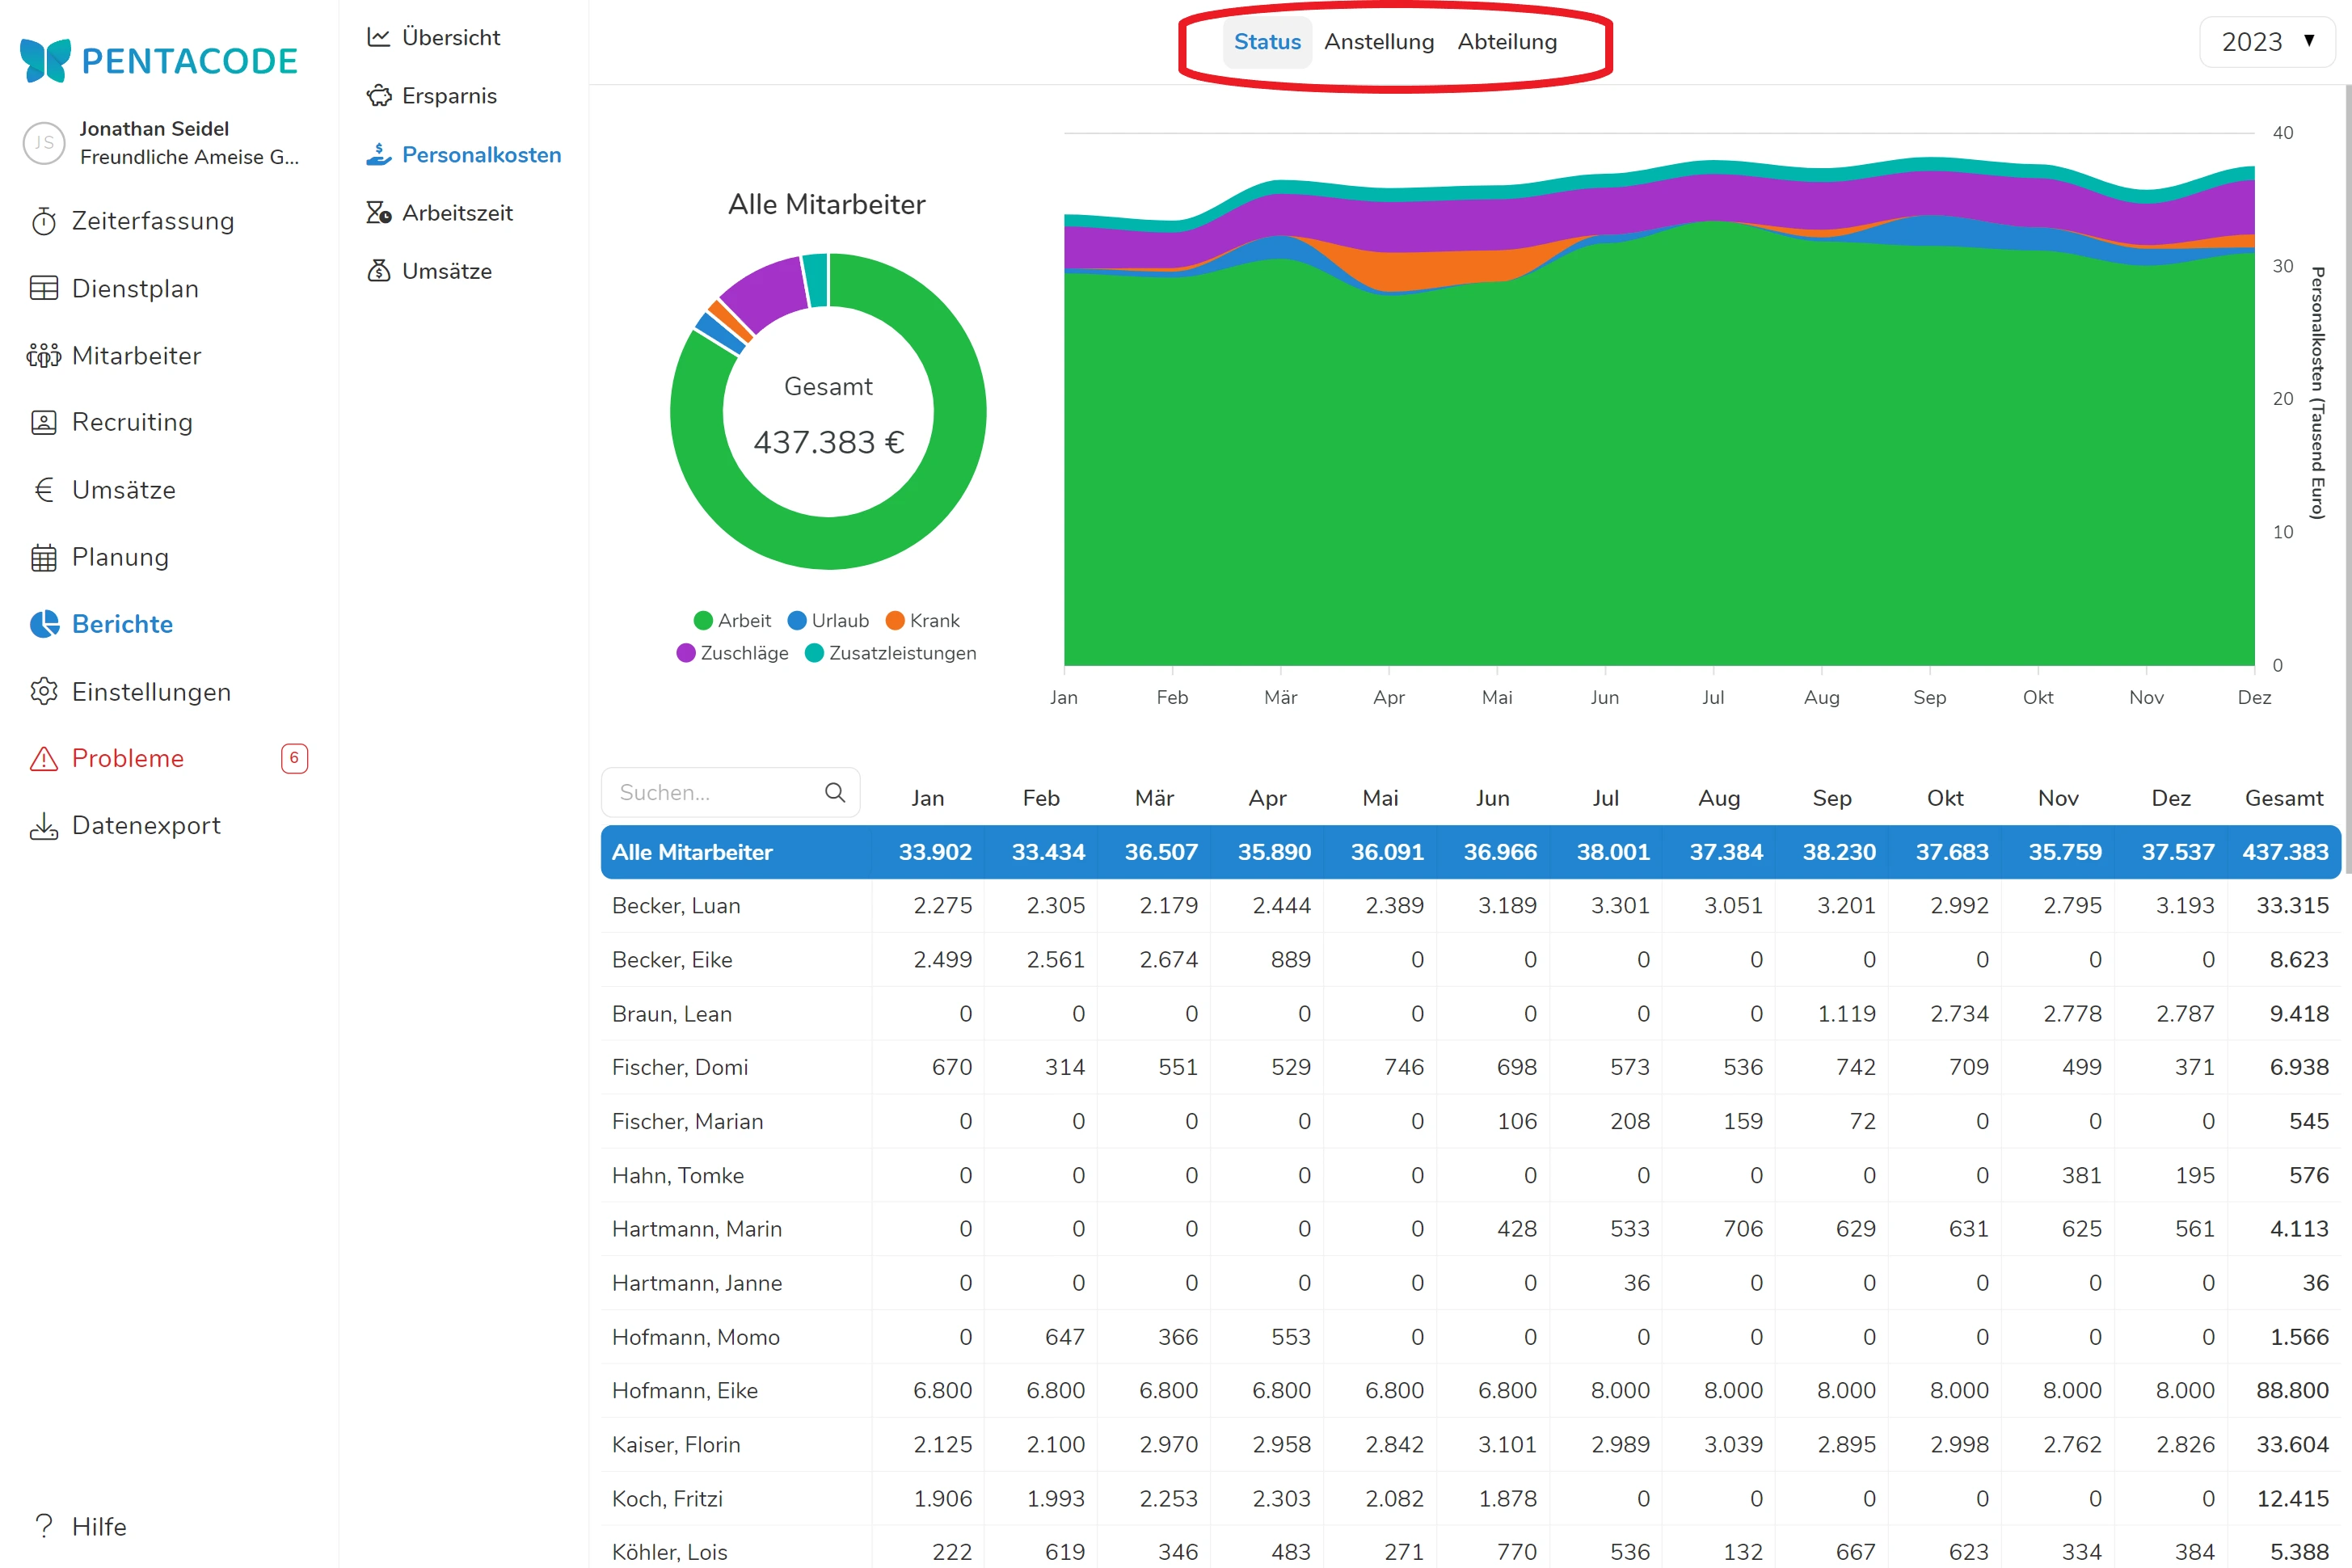 PENTACODE
JS
Jonathan Seidel
Freundliche Ameise G...
Zeiterfassung
Dienstplan
Mitarbeiter
Recruiting
€ Umsätze
Planung
Berichte
Einstellungen
Probleme 6
Datenexport
? Hilfe
Übersicht
Ersparnis
Personalkosten
Arbeitszeit
Umsätze
Status Anstellung Abteilung
2023
Alle Mitarbeiter
Gesamt
437.383 €
Arbeit Urlaub Krank
Zuschläge Zusatzleistungen
40
30
20
10
0
Personalkosten (Tausend Euro)
Jan Feb Mär Apr Mai Jun Jul Aug Sep Okt Nov Dez
Suchen... Jan Feb Mär Apr Mai Jun Jul Aug Sep Okt Nov Dez Gesamt
Alle Mitarbeiter 33.902 33.434 36.507 35.890 36.091 36.966 38.001 37.384 38.230 37.683 35.759 37.537 437.383
Becker, Luan 2.275 2.305 2.179 2.444 2.389 3.189 3.301 3.051 3.201 2.992 2.795 3.193 33.315
Becker, Eike 2.499 2.561 2.674 889 0 0 0 0 0 0 0 0 8.623
Braun, Lean 0 0 0 0 0 0 0 0 1.119 2.734 2.778 2.787 9.418
Fischer, Domi 670 314 551 529 746 698 573 536 742 709 499 371 6.938
Fischer, Marian 0 0 0 0 0 106 208 159 72 0 0 0 545
Hahn, Tomke 0 0 0 0 0 0 0 0 0 0 381 195 576
Hartmann, Marin 0 0 0 0 0 428 533 706 629 631 625 561 4.113
Hartmann, Janne 0 0 0 0 0 0 36 0 0 0 0 0 36
Hofmann, Momo 0 647 366 553 0 0 0 0 0 0 0 0 1.566
Hofmann, Eike 6.800 6.800 6.800 6.800 6.800 6.800 8.000 8.000 8.000 8.000 8.000 8.000 88.800
Kaiser, Florin 2.125 2.100 2.970 2.958 2.842 3.101 2.989 3.039 2.895 2.998 2.762 2.826 33.604
Koch, Fritzi 1.906 1.993 2.253 2.303 2.082 1.878 0 0 0 0 0 0 12.415
Köhler, Lois 222 619 346 483 271 770 536 132 667 623 334 384 5.388